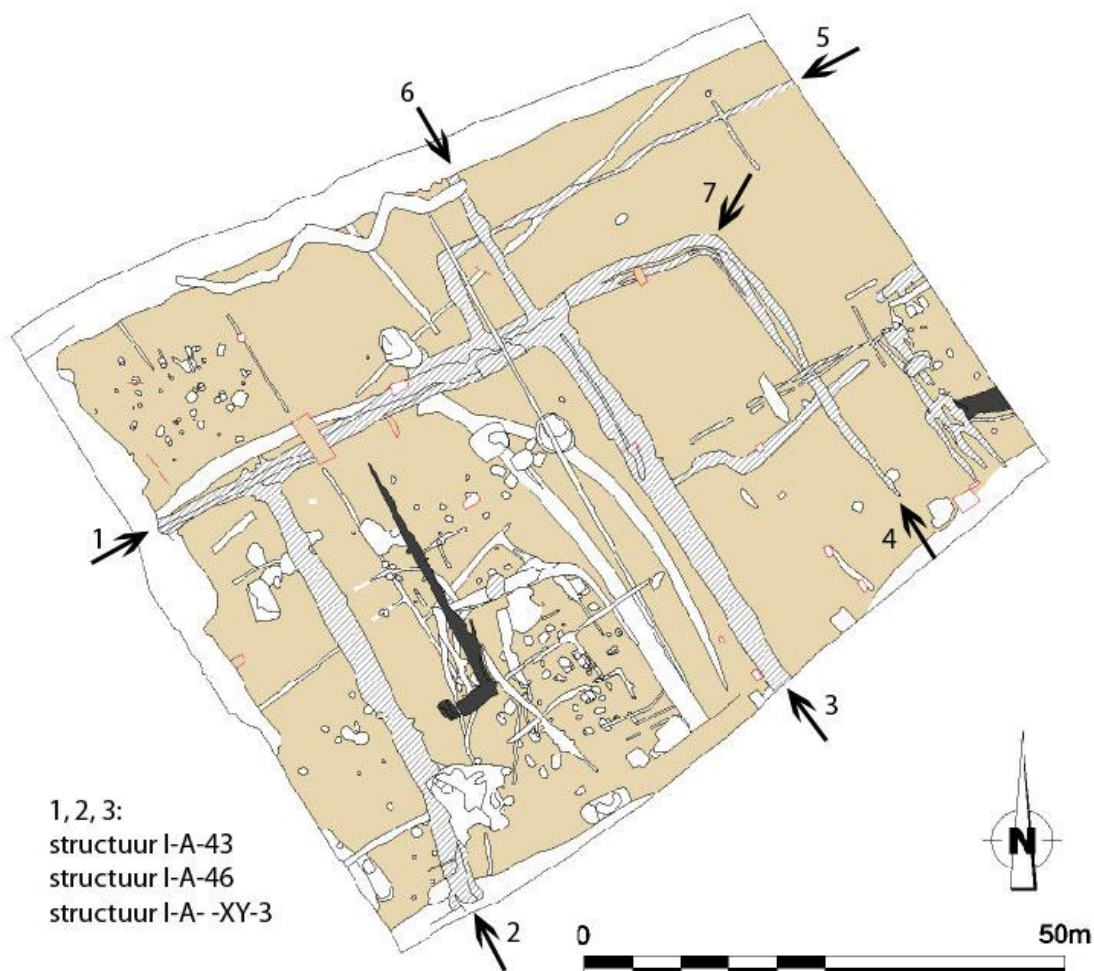 5
6
7
1
4
3
1, 2, 3:
structuur I-A-43
structuur I-A-46
structuur I-A- -XY-3
2
N
0 50m